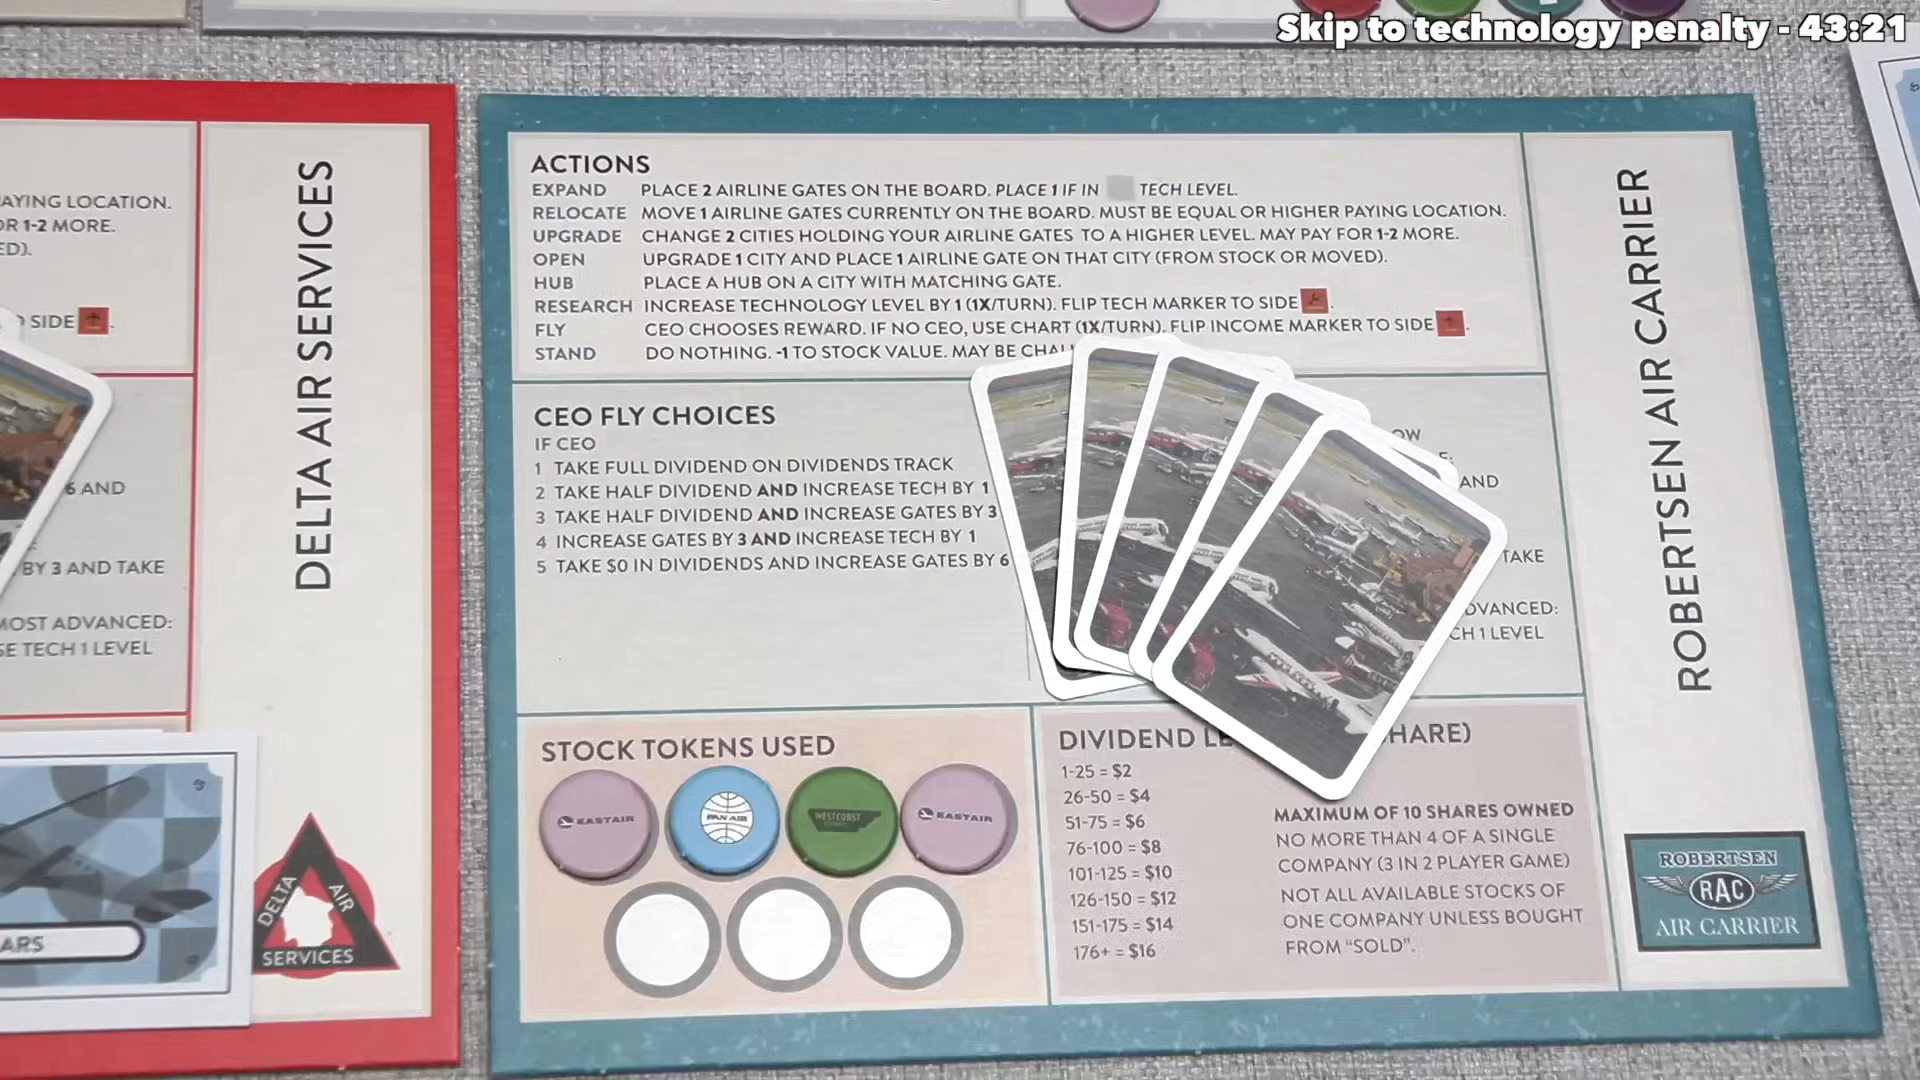 Skip to technology penalty - 43:21
AYING LOCATION.
OR 1-2 MORE.
ED).
SIDE
6 AND
BY 3 AND TAKE
MOST ADVANCED:
SE TECH 1 LEVEL
DELTA AIR SERVICES
ARS
DELTA AIR
SERVICES
ACTIONS
EXPAND PLACE 2 AIRLINE GATES ON THE BOARD. PLACE 1 IF IN TECH LEVEL.
RELOCATE MOVE 1 AIRLINE GATES CURRENTLY ON THE BOARD. MUST BE EQUAL OR HIGHER PAYING LOCATION.
UPGRADE CHANGE 2 CITIES HOLDING YOUR AIRLINE GATES TO A HIGHER LEVEL. MAY PAY FOR 1-2 MORE.
OPEN UPGRADE 1 CITY AND PLACE 1 AIRLINE GATE ON THAT CITY (FROM STOCK OR MOVED).
HUB PLACE A HUB ON A CITY WITH MATCHING GATE.
RESEARCH INCREASE TECHNOLOGY LEVEL BY 1 (1X/TURN). FLIP TECH MARKER TO SIDE .
FLY CEO CHOOSES REWARD. IF NO CEO, USE CHART (1X/TURN). FLIP INCOME MARKER TO SIDE .
STAND DO NOTHING. -1 TO STOCK VALUE. MAY BE CHAL
CEO FLY CHOICES
IF CEO
1 TAKE FULL DIVIDEND ON DIVIDENDS TRACK
2 TAKE HALF DIVIDEND AND INCREASE TECH BY 1
3 TAKE HALF DIVIDEND AND INCREASE GATES BY 3
4 INCREASE GATES BY 3 AND INCREASE TECH BY 1
5 TAKE $0 IN DIVIDENDS AND INCREASE GATES BY 6
OW
E:
AND
TAKE
DVANCED:
CH 1 LEVEL
STOCK TOKENS USED
EASTAIR
PAN AIR
WESTCOAST
EASTAIR
DIVIDEND LE HARE)
1-25 = $2
26-50 = $4
51-75 = $6
76-100 = $8
101-125 = $10
126-150 = $12
151-175 = $14
176+ = $16
MAXIMUM OF 10 SHARES OWNED
NO MORE THAN 4 OF A SINGLE
COMPANY (3 IN 2 PLAYER GAME)
NOT ALL AVAILABLE STOCKS OF
ONE COMPANY UNLESS BOUGHT
FROM “SOLD”.
ROBERTSEN AIR CARRIER
ROBERTSEN
RAC
AIR CARRIER